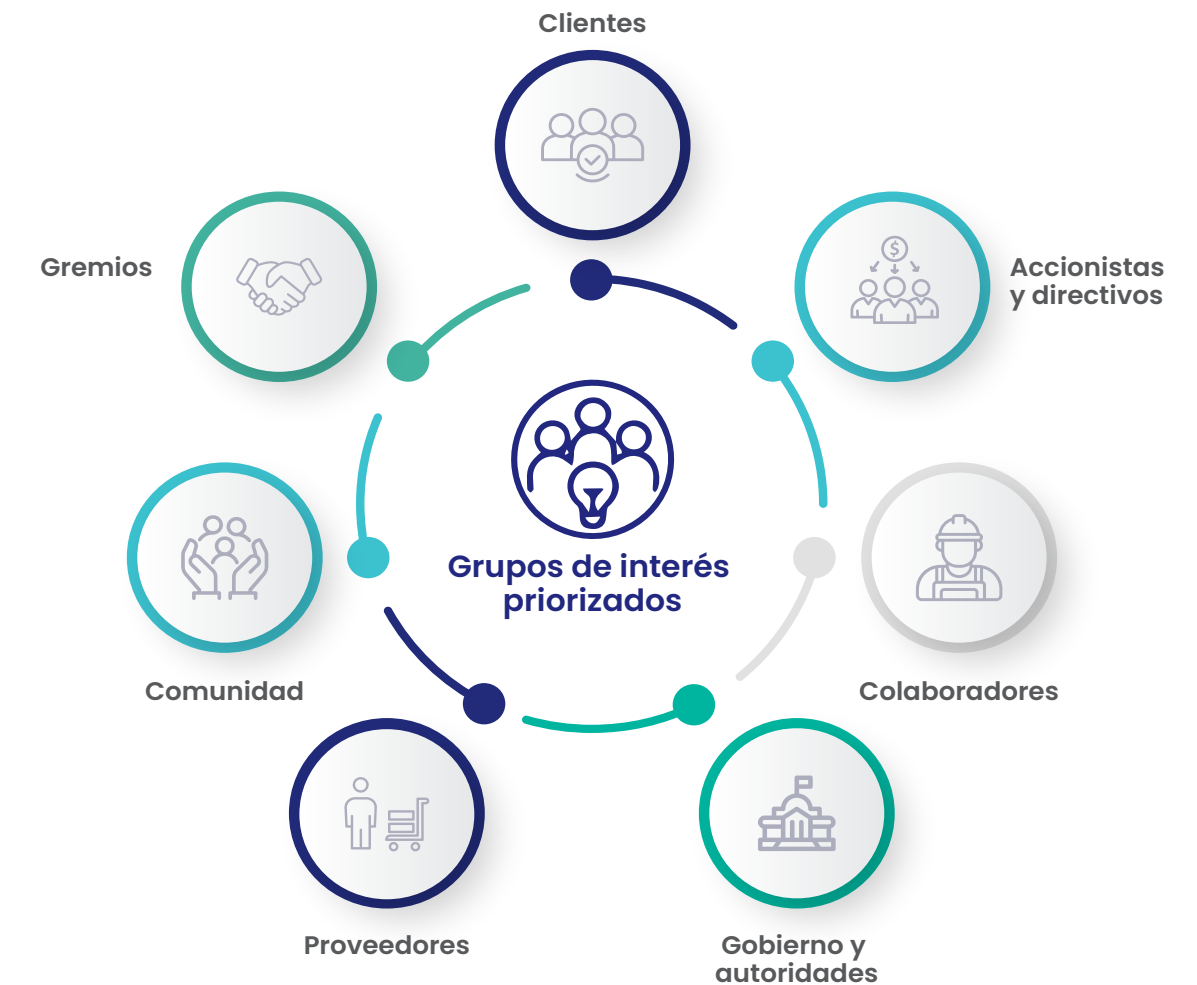 Clientes
Gremios
Accionistas
y directivos
Grupos de interés
priorizados
Comunidad
Colaboradores
Proveedores
Gobierno y
autoridades
$